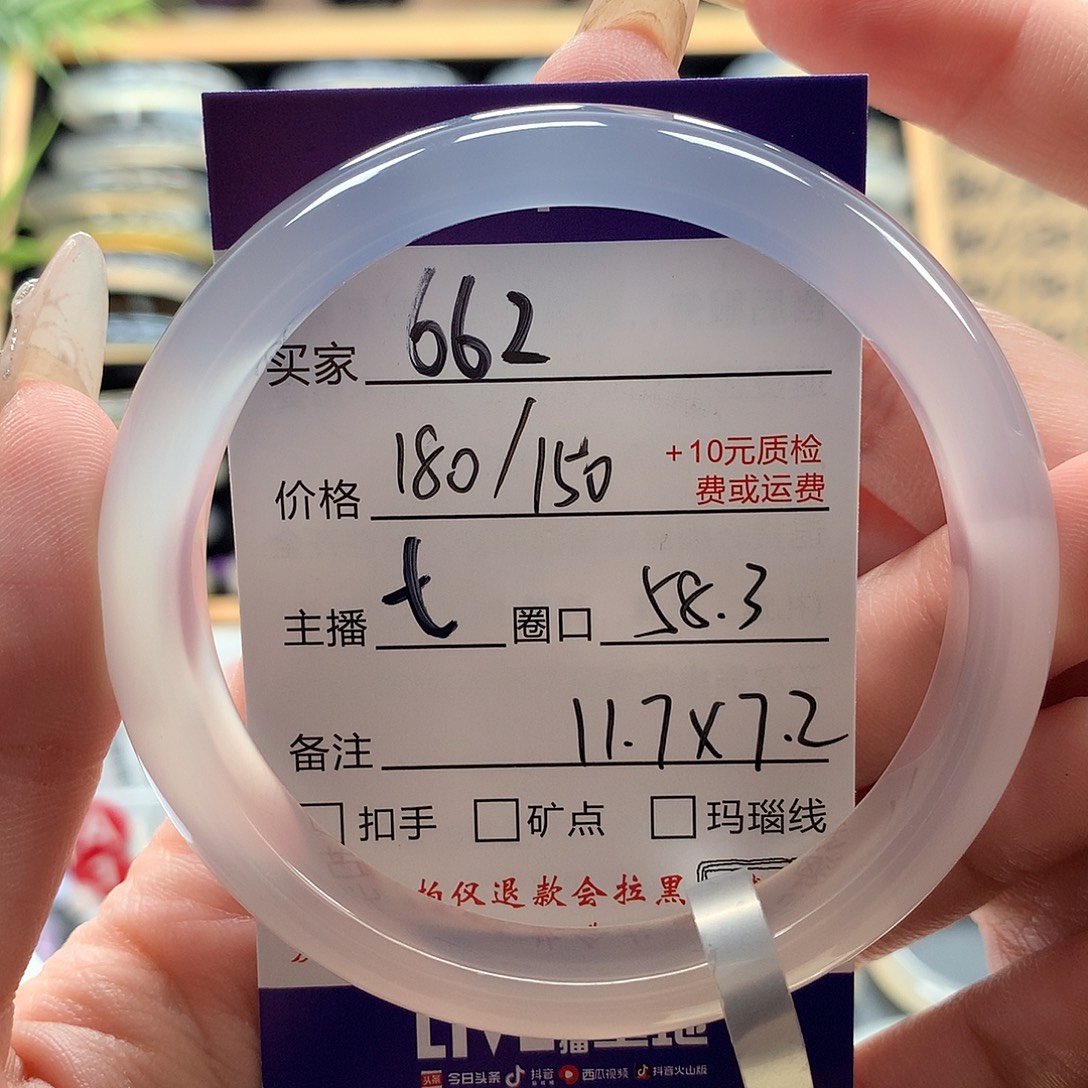 买家 662
价格 180/150 +10元质检
费或运费
主播 t 圈口 58.3
备注 11.7X7.2
扣手 矿点 玛瑙线
拍仅退款会拉黑
今日头条 抖音 西瓜视频 抖音火山版